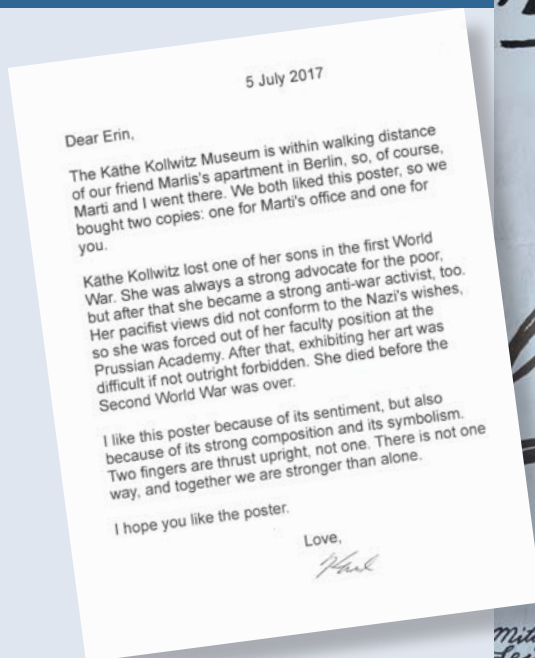 5 July 2017
Dear Erin,
The Käthe Kollwitz Museum is within walking distance
of our friend Marlis's apartment in Berlin, so, of course,
Marti and I went there. We both liked this poster, so we
bought two copies: one for Marti's office and one for
you.
Käthe Kollwitz lost one of her sons in the first World
War. She was always a strong advocate for the poor,
but after that she became a strong anti-war activist, too.
Her pacifist views did not conform to the Nazi's wishes,
so she was forced out of her faculty position at the
Prussian Academy. After that, exhibiting her art was
difficult if not outright forbidden. She died before the
Second World War was over.
I like this poster because of its sentiment, but also
because of its strong composition and its symbolism.
Two fingers are thrust upright, not one. There is not one
way, and together we are stronger than alone.
I hope you like the poster.
Love,
Karl